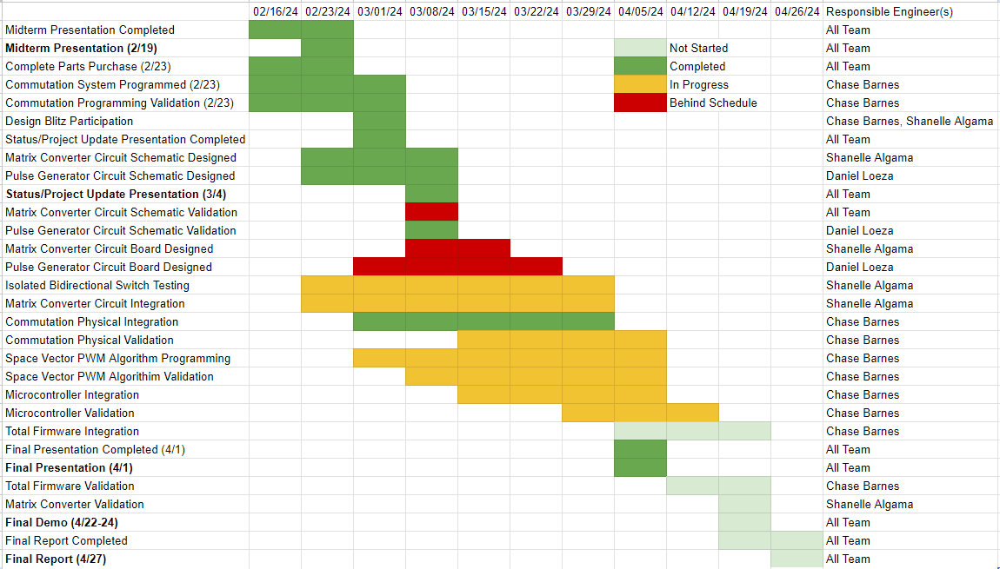 02/16/24 02/23/24 03/01/24 03/08/24 03/15/24 03/22/24 03/29/24 04/05/24 04/12/24 04/19/24 04/26/24 Responsible Engineer(s)
Midterm Presentation Completed All Team
Midterm Presentation (2/19) Not Started All Team
Complete Parts Purchase (2/23) Completed All Team
Commutation System Programmed (2/23) In Progress Chase Barnes
Commutation Programming Validation (2/23) Behind Schedule Chase Barnes
Design Blitz Participation Chase Barnes, Shanelle Algama
Status/Project Update Presentation Completed All Team
Matrix Converter Circuit Schematic Designed Shanelle Algama
Pulse Generator Circuit Schematic Designed Daniel Loeza
Status/Project Update Presentation (3/4) All Team
Matrix Converter Circuit Schematic Validation All Team
Pulse Generator Circuit Schematic Validation Daniel Loeza
Matrix Converter Circuit Board Designed Shanelle Algama
Pulse Generator Circuit Board Designed Daniel Loeza
Isolated Bidirectional Switch Testing Shanelle Algama
Matrix Converter Circuit Integration Shanelle Algama
Commutation Physical Integration Chase Barnes
Commutation Physical Validation Chase Barnes
Space Vector PWM Algorithm Programming Chase Barnes
Space Vector PWM Algorithim Validation Chase Barnes
Microcontroller Integration Chase Barnes
Microcontroller Validation Chase Barnes
Total Firmware Integration Chase Barnes
Final Presentation Completed (4/1) All Team
Final Presentation (4/1) All Team
Total Firmware Validation Chase Barnes
Matrix Converter Validation Shanelle Algama
Final Demo (4/22-24) All Team
Final Report Completed All Team
Final Report (4/27) All Team